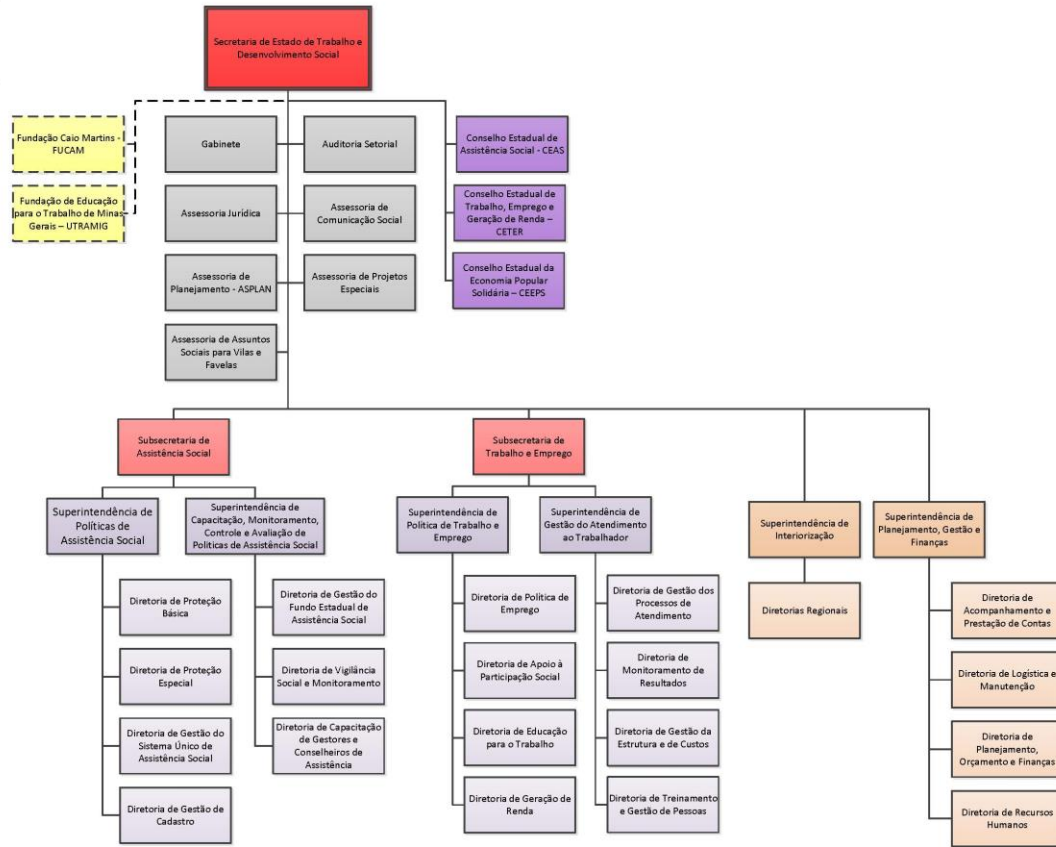 Secretaria de Estado de Trabalho e
Desenvolvimento Social
Fundação Caio Martins -
FUCAM
Gabinete
Auditoria Setorial
Conselho Estadual de
Assistência Social - CEAS
Fundação de Educação
para o Trabalho de Minas
Gerais – UTRAMIG
Assessoria Jurídica
Assessoria de
Comunicação Social
Conselho Estadual de
Trabalho, Emprego e
Geração de Renda –
CETER
Assessoria de
Planejamento - ASPLAN
Assessoria de Projetos
Especiais
Conselho Estadual da
Economia Popular
Solidária – CEEPS
Assessoria de Assuntos
Sociais para Vilas e
Favelas
Subsecretaria de
Assistência Social
Subsecretaria de
Trabalho e Emprego
Superintendência de
Políticas de
Assistência Social
Superintendência de
Capacitação, Monitoramento,
Controle e Avaliação de
Políticas de Assistência Social
Superintendência de
Política de Trabalho e
Emprego
Superintendência de
Gestão do Atendimento
ao Trabalhador
Superintendência de
Interiorização
Superintendência de
Planejamento, Gestão e
Finanças
Diretoria de Proteção
Básica
Diretoria de Proteção
Especial
Diretoria de Gestão do
Sistema Único de
Assistência Social
Diretoria de Gestão de
Cadastro
Diretoria de Gestão do
Fundo Estadual de
Assistência Social
Diretoria de Vigilância
Social e Monitoramento
Diretoria de Capacitação
de Gestores e
Conselheiros de
Assistência
Diretoria de Política de
Emprego
Diretoria de Apoio à
Participação Social
Diretoria de Educação
para o Trabalho
Diretoria de Geração de
Renda
Diretoria de Gestão dos
Processos de
Atendimento
Diretoria de
Monitoramento de
Resultados
Diretoria de Gestão da
Estrutura e de Custos
Diretoria de Treinamento
e Gestão de Pessoas
Diretorias Regionais
Diretoria de
Acompanhamento e
Prestação de Contas
Diretoria de Logística e
Manutenção
Diretoria de
Planejamento,
Orçamento e Finanças
Diretoria de Recursos
Humanos